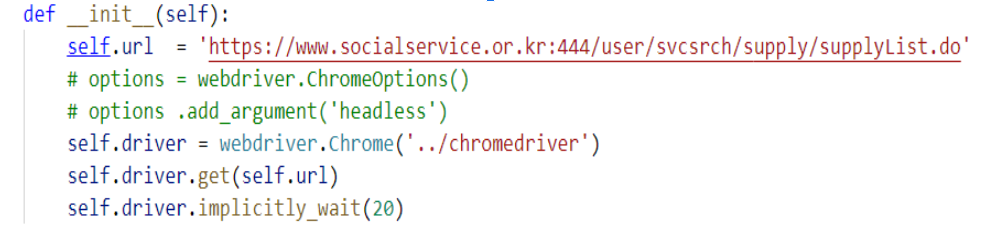 def __init__(self):
self.url = 'https://www.socialservice.or.kr:444/user/svcsrch/supply/supplyList.do'
# options = webdriver.ChromeOptions()
# options .add_argument('headless')
self.driver = webdriver.Chrome('../chromedriver')
self.driver.get(self.url)
self.driver.implicitly_wait(20)